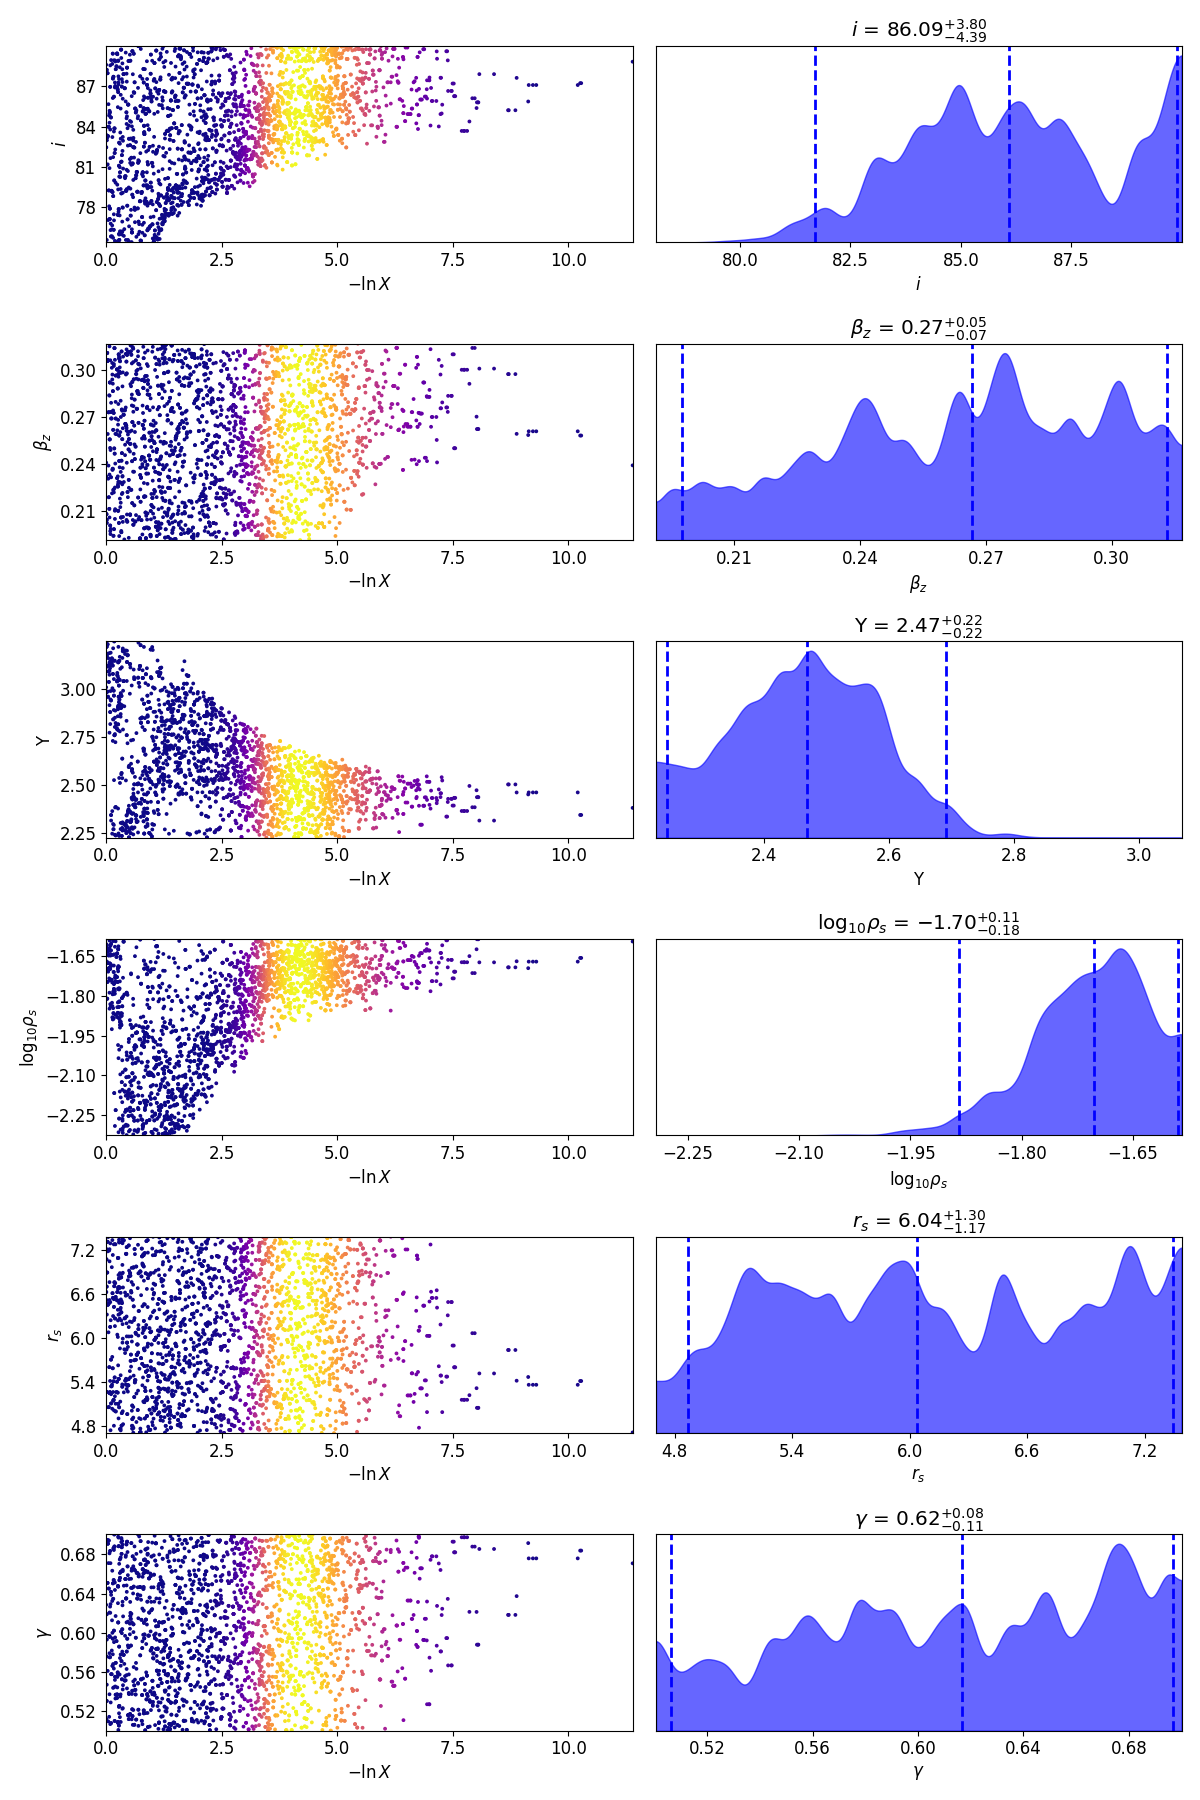 i = 86.09 +3.80 −4.39
87
84
81
78
i
0.0 2.5 5.0 7.5 10.0
−ln X
80.0 82.5 85.0 87.5
i
β_z = 0.27 +0.05 −0.07
0.30
0.27
0.24
0.21
β_z
0.0 2.5 5.0 7.5 10.0
−ln X
0.21 0.24 0.27 0.30
β_z
Y = 2.47 +0.22 −0.22
3.00
2.75
2.50
2.25
Y
0.0 2.5 5.0 7.5 10.0
−ln X
2.4 2.6 2.8 3.0
Y
log₁₀ρ_s = −1.70 +0.11 −0.18
−1.65
−1.80
−1.95
−2.10
−2.25
log₁₀ρ_s
0.0 2.5 5.0 7.5 10.0
−ln X
−2.25 −2.10 −1.95 −1.80 −1.65
log₁₀ρ_s
r_s = 6.04 +1.30 −1.17
7.2
6.6
6.0
5.4
4.8
r_s
0.0 2.5 5.0 7.5 10.0
−ln X
4.8 5.4 6.0 6.6 7.2
r_s
γ = 0.62 +0.08 −0.11
0.68
0.64
0.60
0.56
0.52
γ
0.0 2.5 5.0 7.5 10.0
−ln X
0.52 0.56 0.60 0.64 0.68
γ